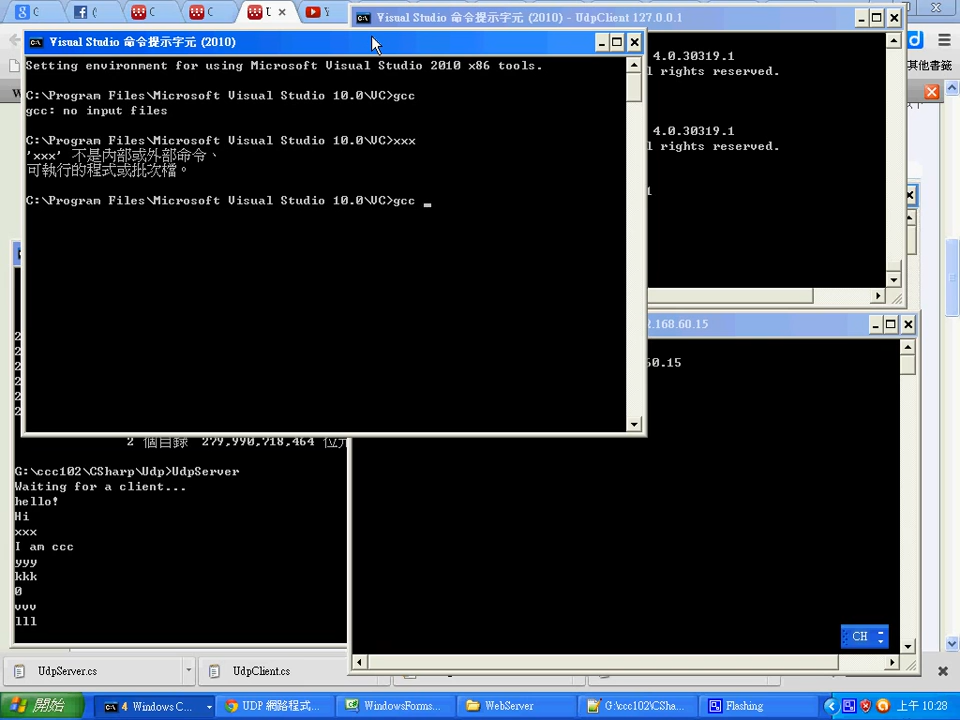 Visual Studio 命令提示字元 (2010) - UdpClient 127.0.0.1
Visual Studio 命令提示字元 (2010)
Setting environment for using Microsoft Visual Studio 2010 x86 tools.
C:\Program Files\Microsoft Visual Studio 10.0\VC>gcc
gcc: no input files
C:\Program Files\Microsoft Visual Studio 10.0\VC>xxx
'xxx' 不是內部或外部命令、
可執行的程式或批次檔。
C:\Program Files\Microsoft Visual Studio 10.0\VC>gcc
4.0.30319.1
l rights reserved.
4.0.30319.1
l rights reserved.
1
其他書籤
2.168.60.15
60.15
2 個目錄 279,990,718,464 位元
G:\ccc102\CSharp\Udp>UdpServer
Waiting for a client...
hello!
Hi
xxx
I am ccc
yyy
kkk
0
vvv
lll
CH
UdpServer.cs
UdpClient.cs
開始
4 Windows C...
UDP 網路程式...
WindowsForms...
WebServer
G:\ccc102\CSha...
Flashing
上午 10:28